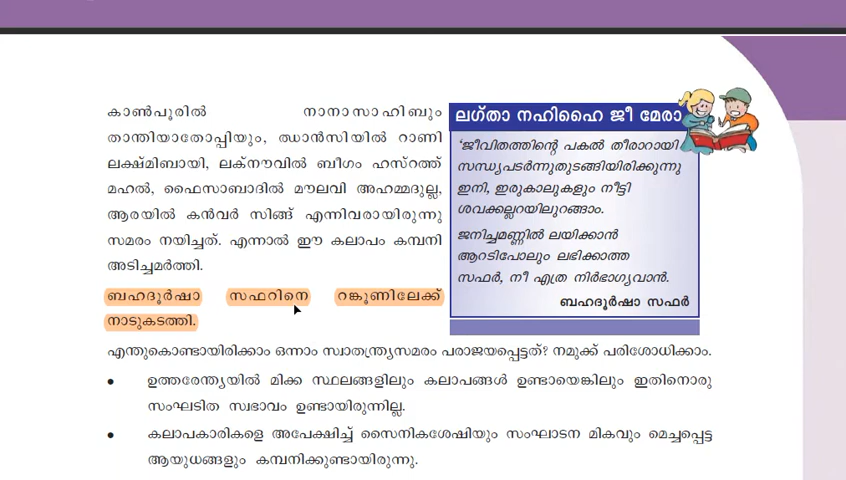 കാൺപൂരിൽ നാനാസാഹിബും
താന്തിയാതോപ്പിയും, ഝാൻസിയിൽ റാണി
ലക്ഷ്മിബായി, ലക്നൗവിൽ ബീഗം ഹസ്റത്ത്
മഹൽ, ഫൈസാബാദിൽ മൗലവി അഹമ്മദുല്ല,
ആരയിൽ കൻവർ സിങ്ങ് എന്നിവരായിരുന്നു
സമരം നയിച്ചത്. എന്നാൽ ഈ കലാപം കമ്പനി
അടിച്ചമർത്തി.
ബഹദൂർഷാ സഫറിനെ റങ്കൂണിലേക്ക്
നാടുകടത്തി.
ലഗ്താ നഹിഹൈ ജീ മേരാ
‘ജീവിതത്തിന്റെ പകൽ തീരാറായി
സന്ധ്യപടർന്നുതുടങ്ങിയിരിക്കുന്നു
ഇനി, ഇരുകാലുകളും നീട്ടി
ശവക്കല്ലറയിലുറങ്ങാം.
ജനിച്ചമണ്ണിൽ ലയിക്കാൻ
ആറടിപോലും ലഭിക്കാത്ത
സഫർ, നീ എത്ര നിർഭാഗ്യവാൻ.
ബഹദൂർഷാ സഫർ
എന്തുകൊണ്ടായിരിക്കാം ഒന്നാം സ്വാതന്ത്ര്യസമരം പരാജയപ്പെട്ടത്? നമുക്ക് പരിശോധിക്കാം.
• ഉത്തരേന്ത്യയിൽ മിക്ക സ്ഥലങ്ങളിലും കലാപങ്ങൾ ഉണ്ടായെങ്കിലും ഇതിനൊരു
സംഘടിത സ്വഭാവം ഉണ്ടായിരുന്നില്ല.
• കലാപകാരികളെ അപേക്ഷിച്ച് സൈനികശേഷിയും സംഘാടന മികവും മെച്ചപ്പെട്ട
ആയുധങ്ങളും കമ്പനിക്കുണ്ടായിരുന്നു.